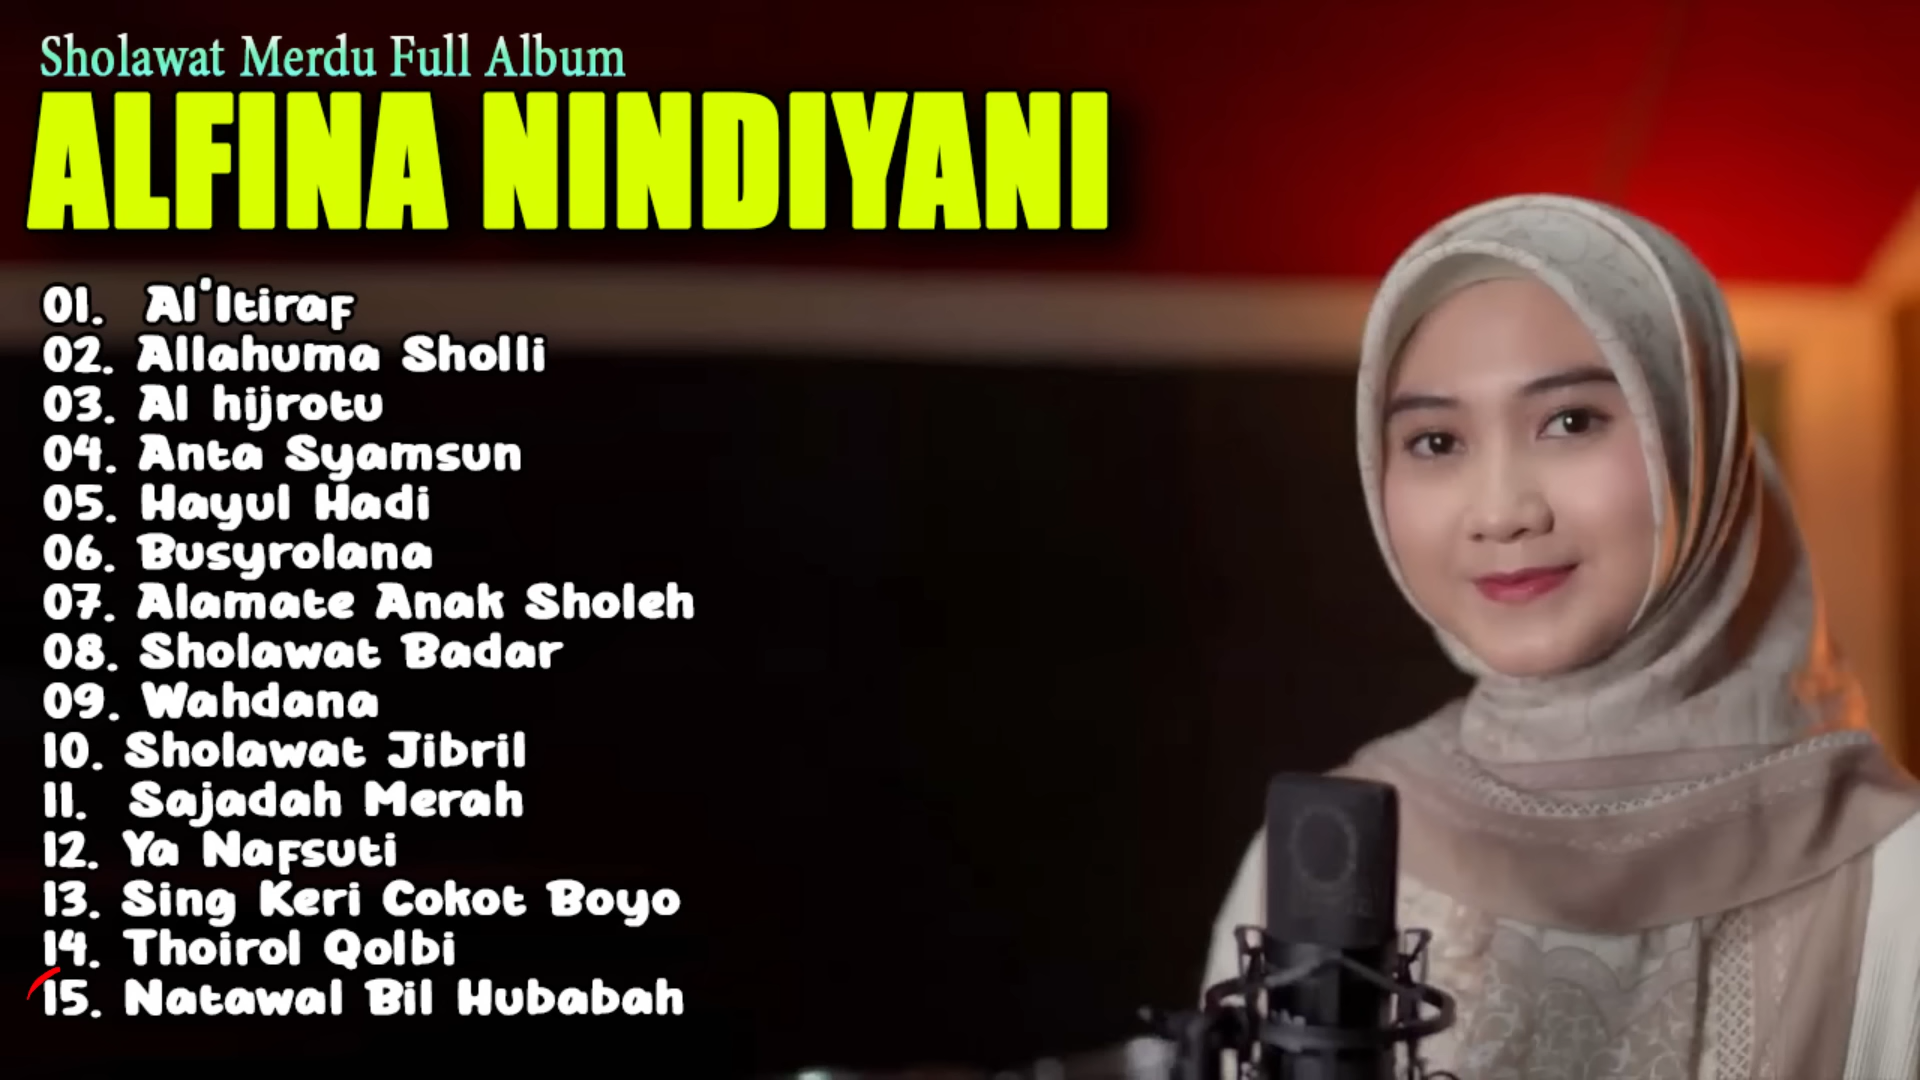 Sholawat Merdu Full Album
ALFINA NINDIYANI
01. Al'Itiraf
02. Allahuma Sholli
03. Al hijrotu
04. Anta Syamsun
05. Hayul Hadi
06. Busyrolana
07. Alamate Anak Sholeh
08. Sholawat Badar
09. Wahdana
10. Sholawat Jibril
11. Sajadah Merah
12. Ya Nafsuti
13. Sing Keri Cokot Boyo
14. Thoirol Qolbi
15. Natawal Bil Hubabah